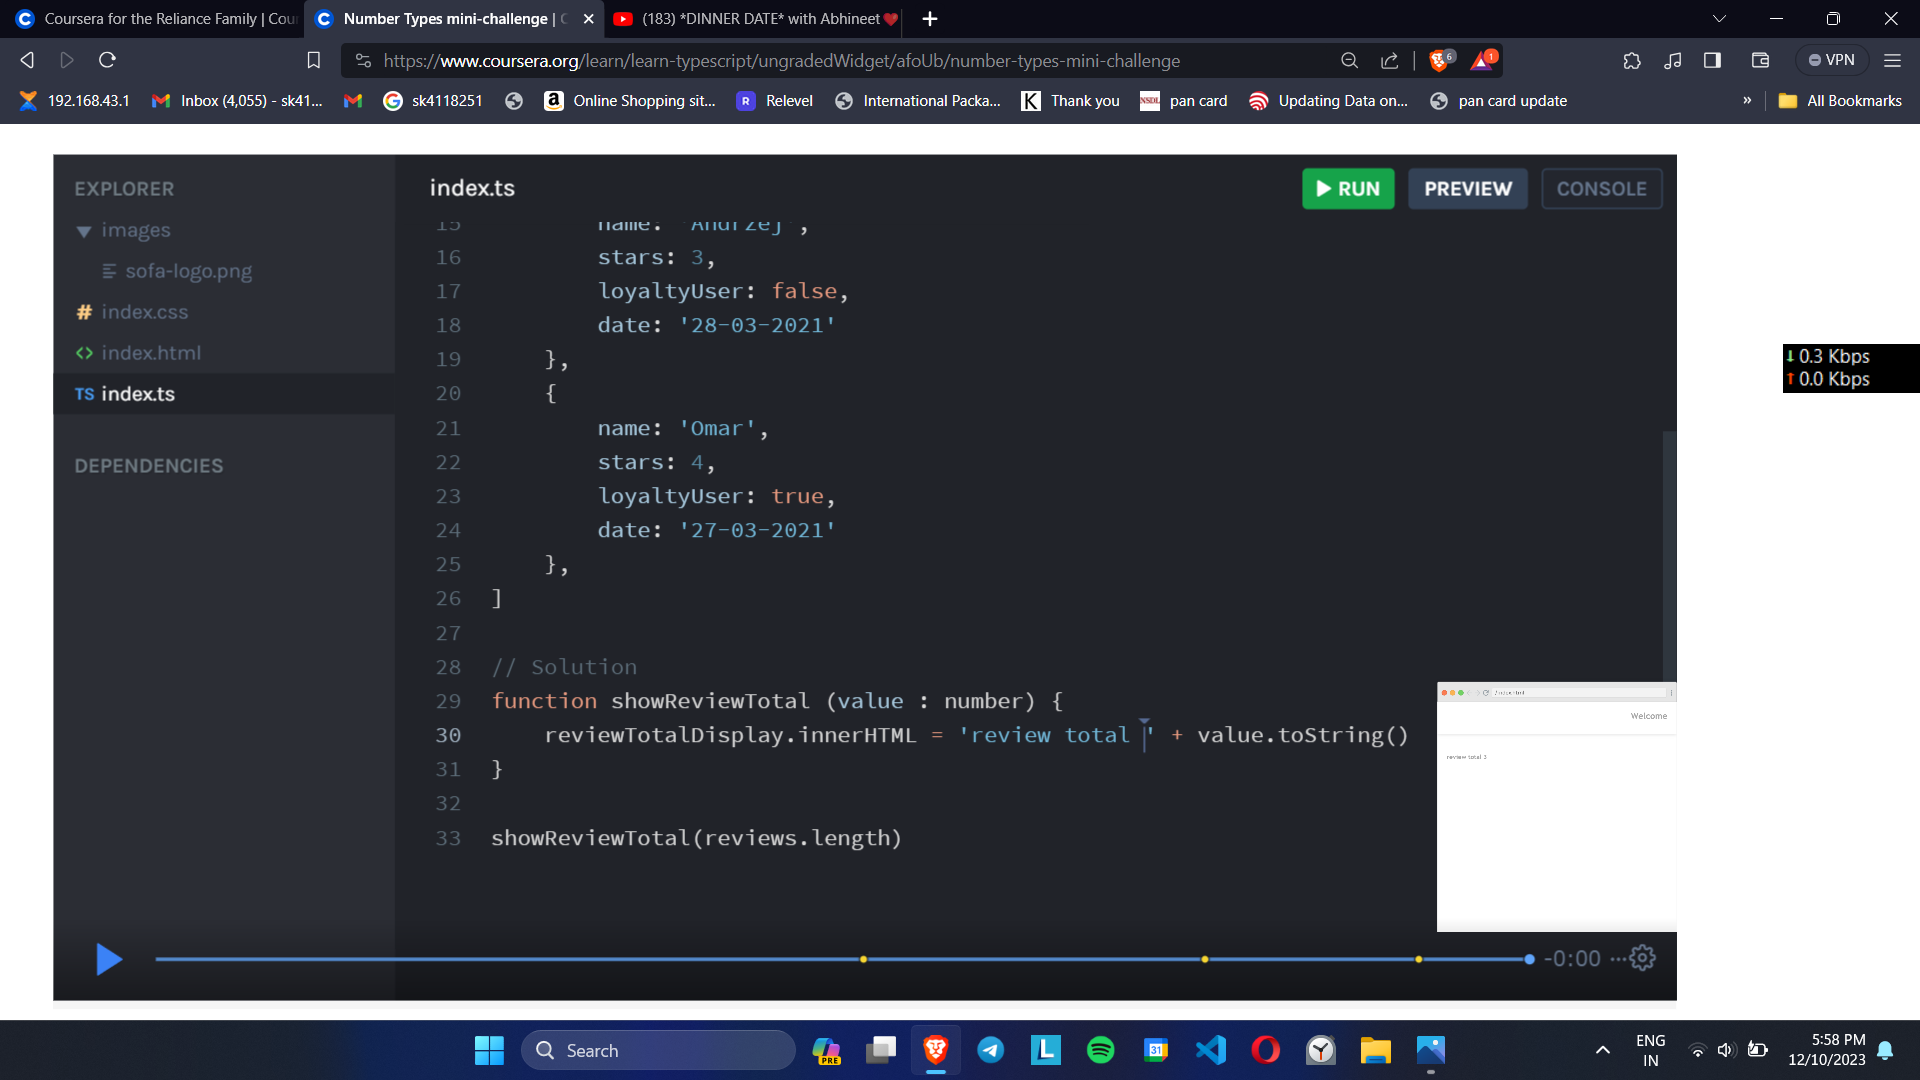 Coursera for the Reliance Family | Cou
Number Types mini-challenge | C
(183) *DINNER DATE* with Abhineet
https://www.coursera.org/learn/learn-typescript/ungradedWidget/afoUb/number-types-mini-challenge
6
1
VPN
192.168.43.1
Inbox (4,055) - sk41...
sk4118251
Online Shopping sit...
Relevel
International Packa...
Thank you
pan card
Updating Data on...
pan card update
»
All Bookmarks
EXPLORER
images
sofa-logo.png
# index.css
<> index.html
TS index.ts
DEPENDENCIES
index.ts
RUN
PREVIEW
CONSOLE
15 name: 'Andrzej',
16 stars: 3,
17 loyaltyUser: false,
18 date: '28-03-2021'
19 },
20 {
21 name: 'Omar',
22 stars: 4,
23 loyaltyUser: true,
24 date: '27-03-2021'
25 },
26 ]
27
28 // Solution
29 function showReviewTotal (value : number) {
30 reviewTotalDisplay.innerHTML = 'review total ' + value.toString()
31 }
32
33 showReviewTotal(reviews.length)
Welcome
review total 3
-0:00
0.3 Kbps
0.0 Kbps
Search
PRE
31
ENG
IN
5:58 PM
12/10/2023